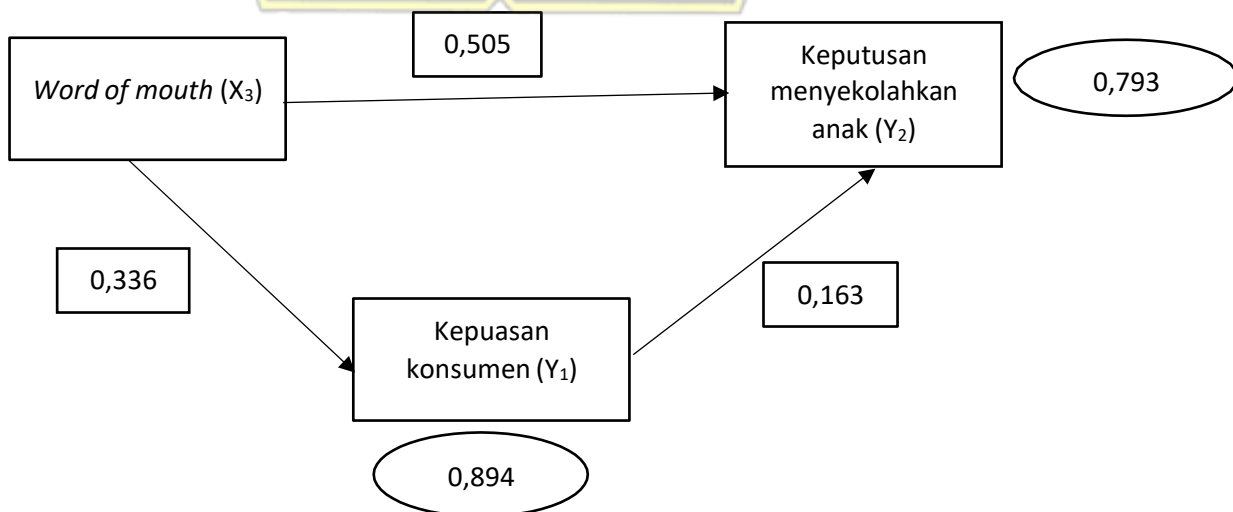 0,505
Word of mouth (X₃)
Keputusan
menyekolahkan
anak (Y₂)
0,793
0,336
0,163
Kepuasan
konsumen (Y₁)
0,894